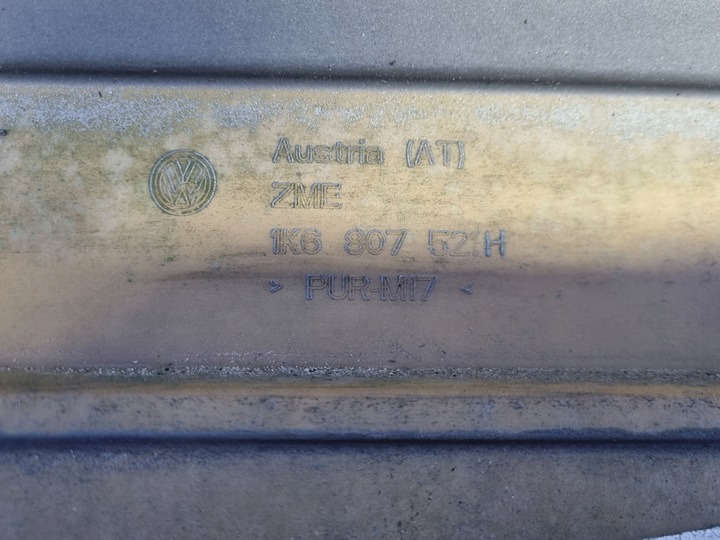 Austria (AT)
ZME
1K6 807 521H
> PUR-M17 <